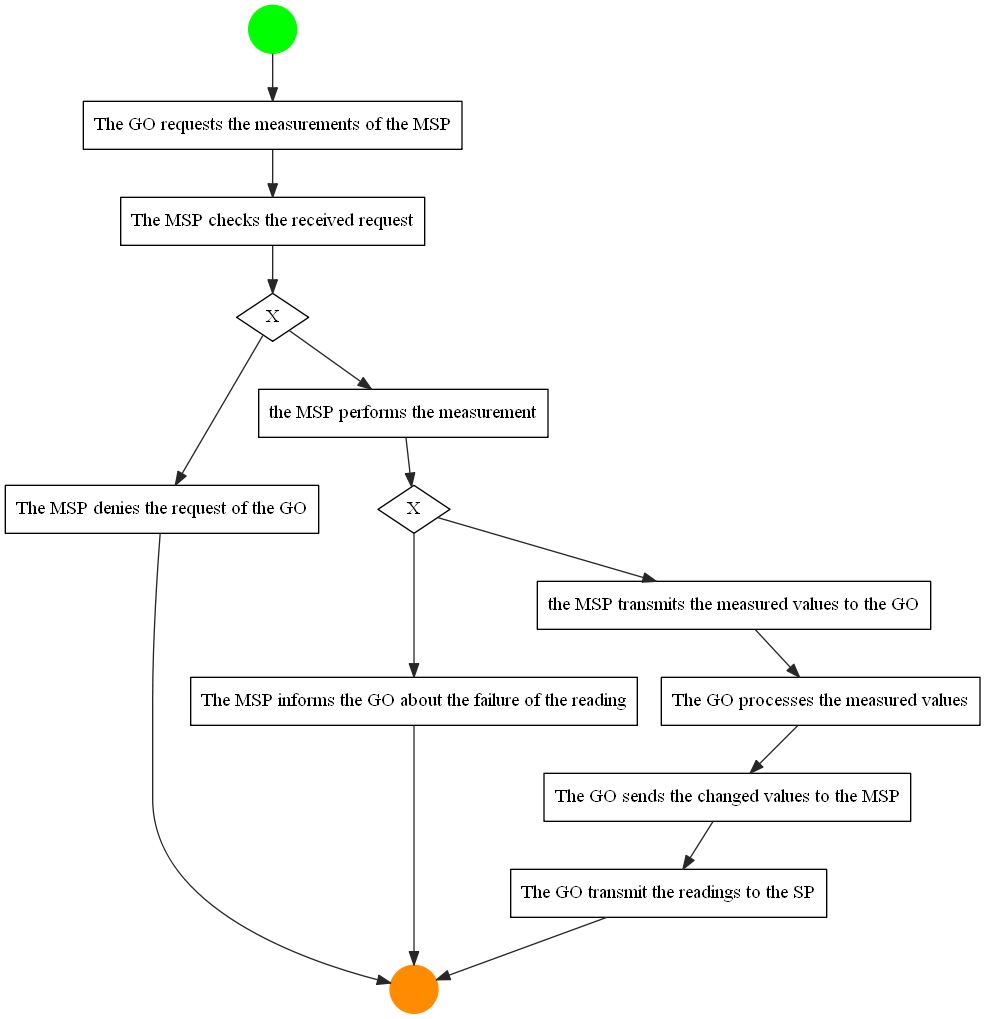 The GO requests the measurements of the MSP
The MSP checks the received request
X
the MSP performs the measurement
The MSP denies the request of the GO
X
the MSP transmits the measured values to the GO
The MSP informs the GO about the failure of the reading
The GO processes the measured values
The GO sends the changed values to the MSP
The GO transmit the readings to the SP